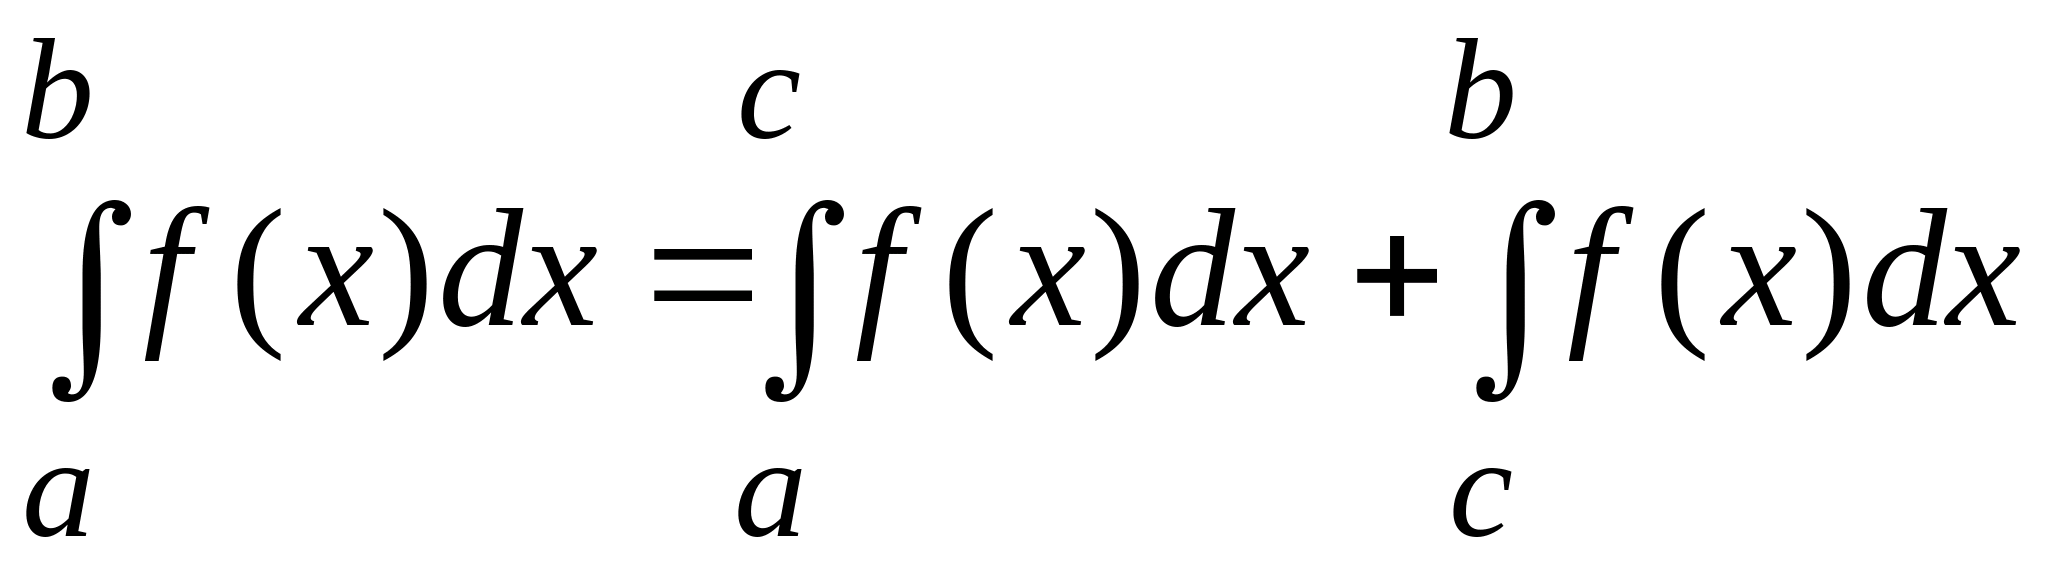 b c b
∫f(x)dx = ∫f(x)dx + ∫f(x)dx
a a c